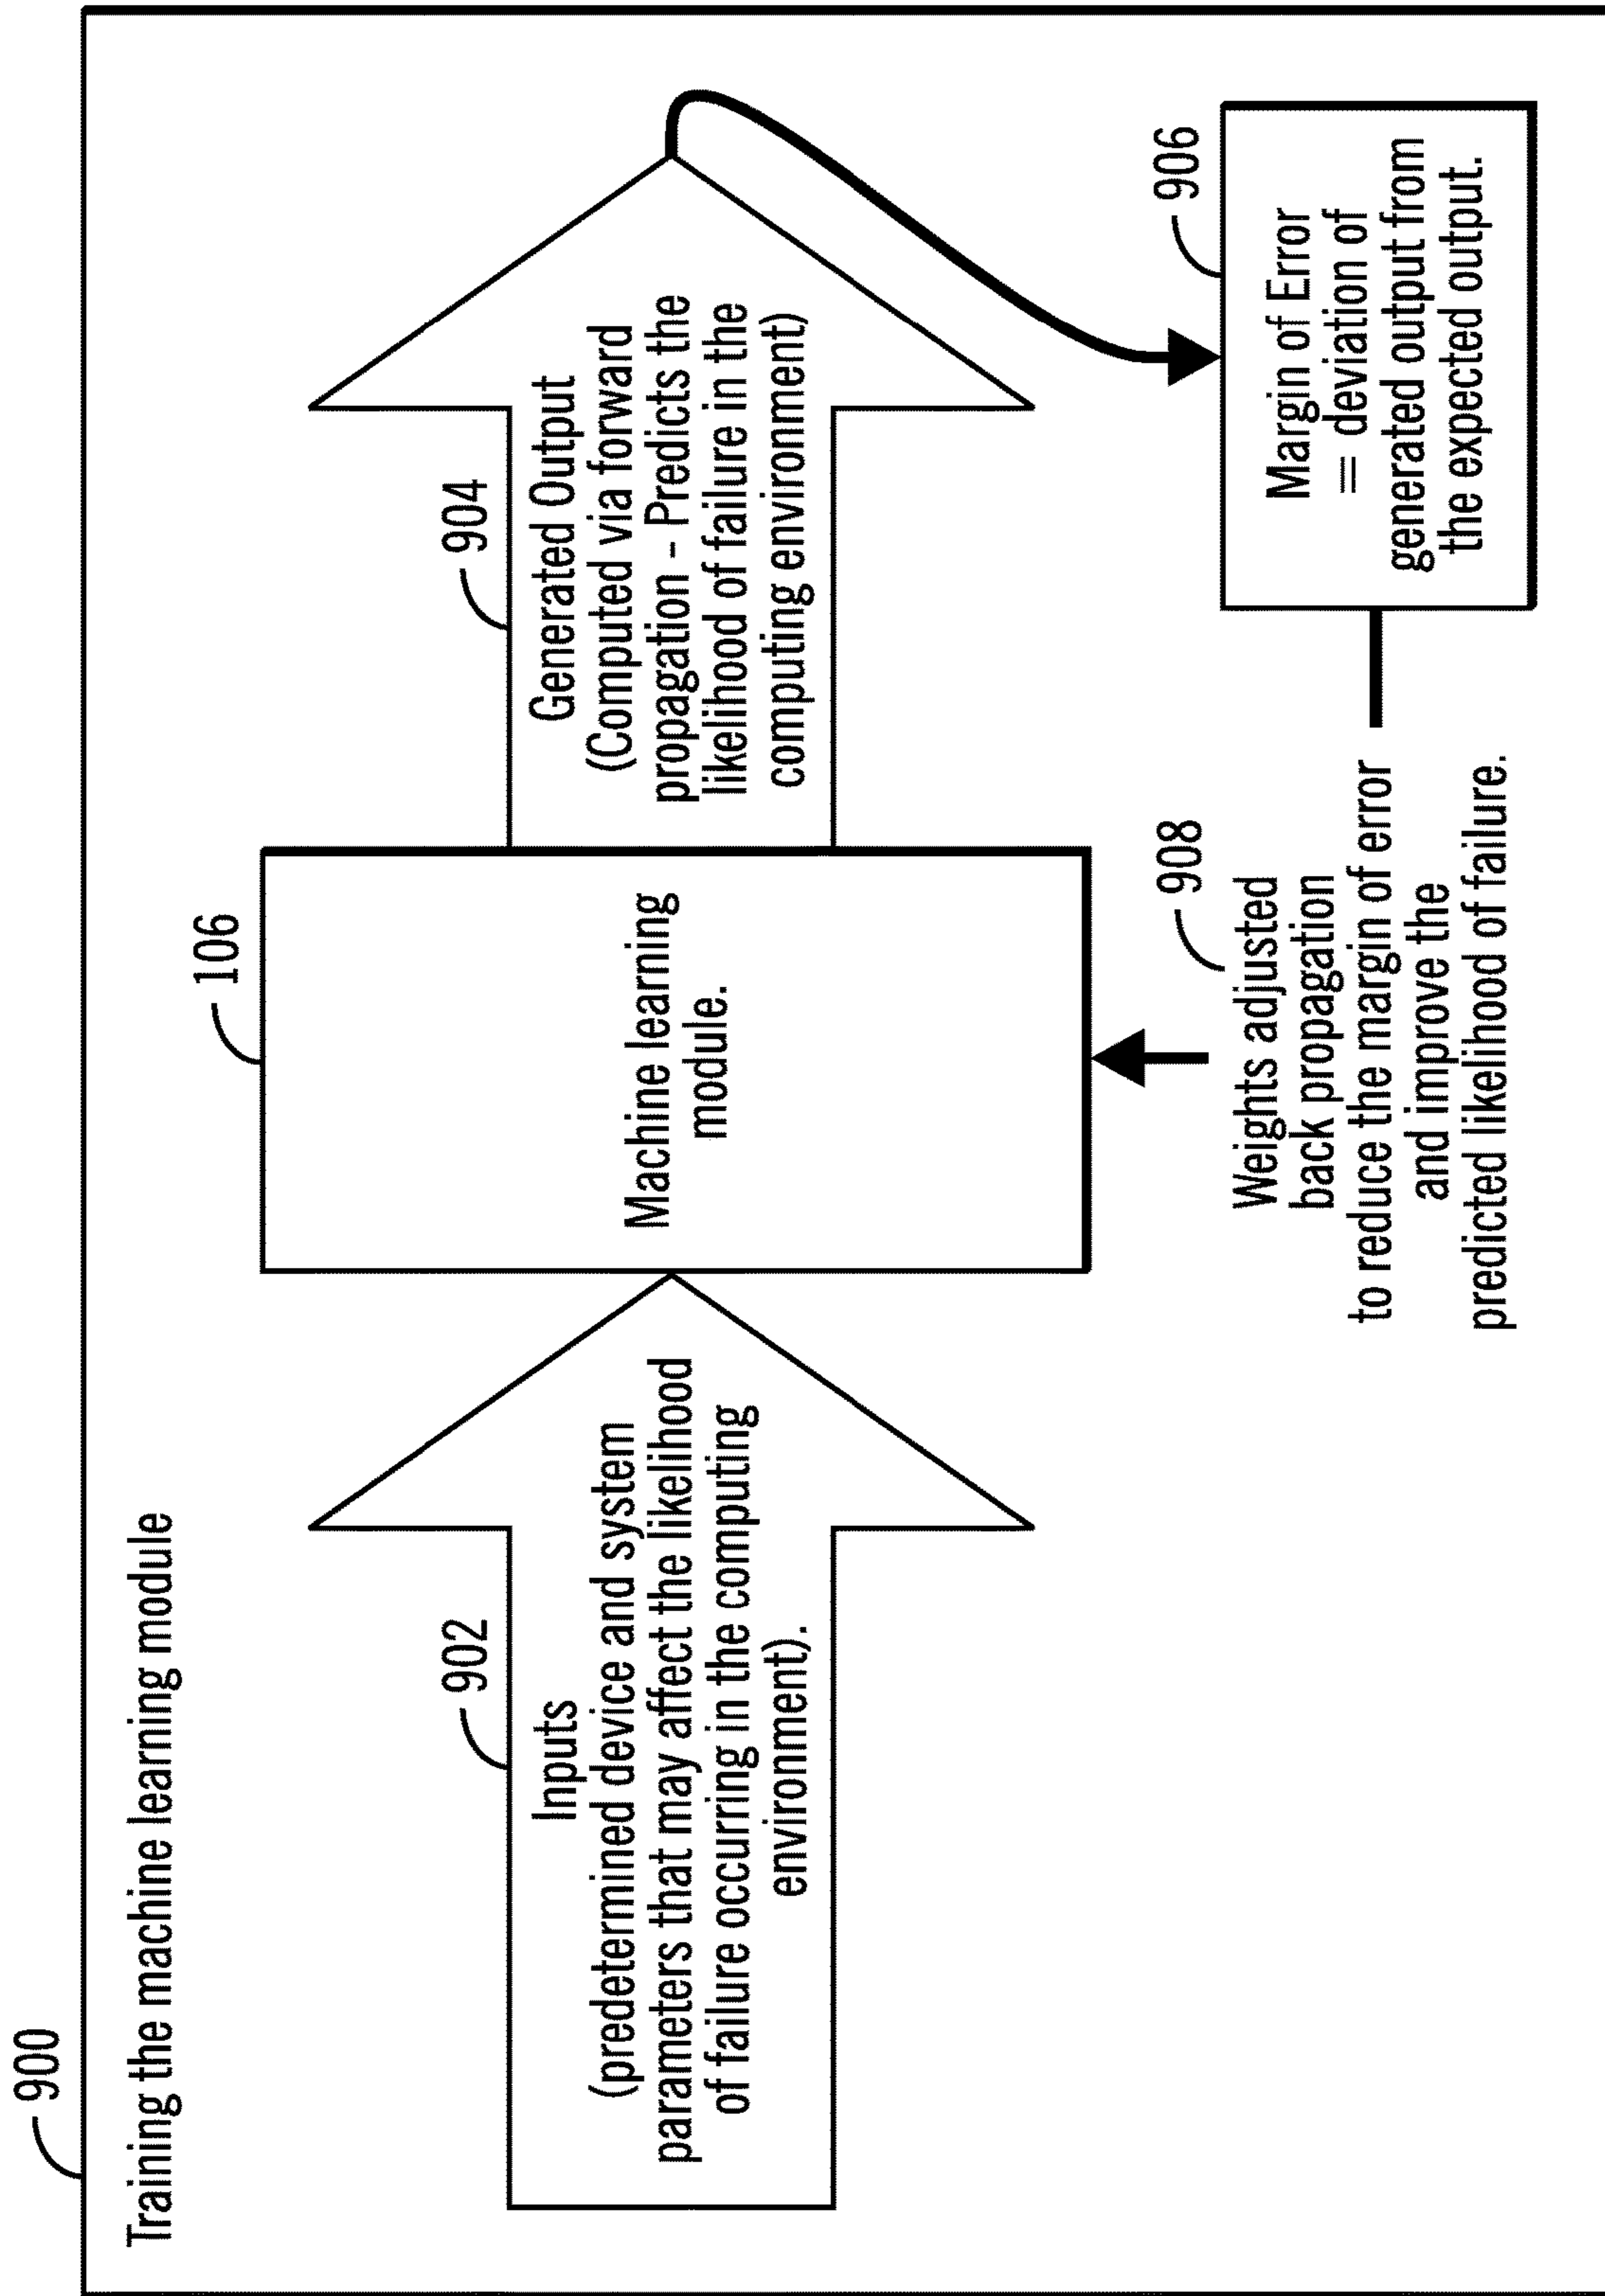 900
Training the machine learning module
902
Inputs
(predetermined device and system
parameters that may affect the likelihood
of failure occurring in the computing
environment).
106
Machine learning
module.
904
Generated Output
(Computed via forward
propagation - Predicts the
likelihood of failure in the
computing environment)
906
Margin of Error
= deviation of
generated output from
the expected output.
908
Weights adjusted
back propagation
to reduce the margin of error
and improve the
predicted likelihood of failure.